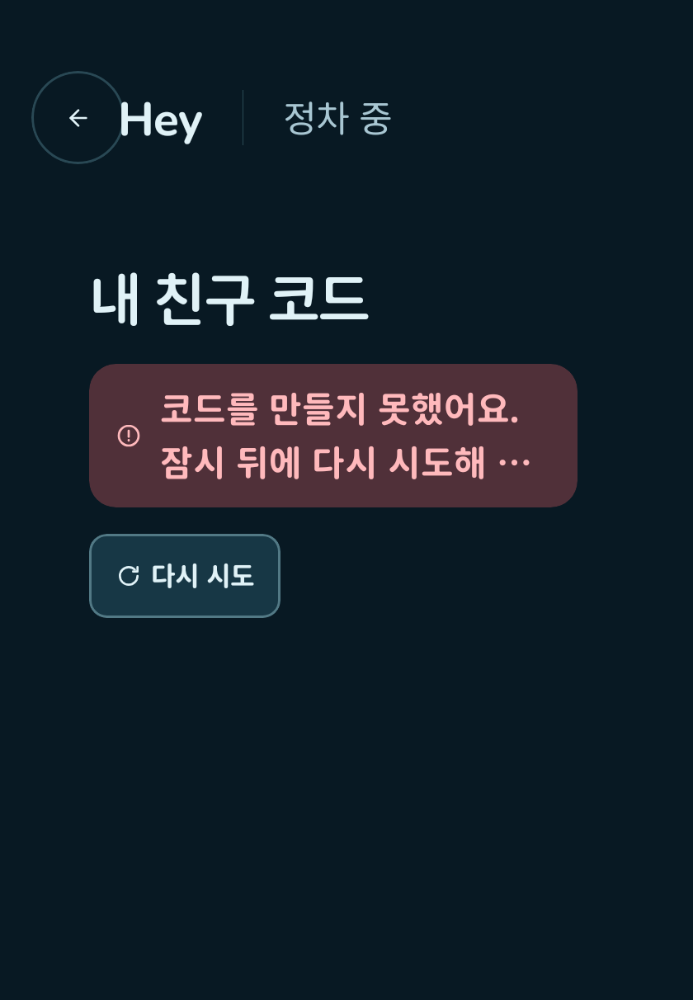 Hey
정차 중
내 친구 코드
코드를 만들지 못했어요.
잠시 뒤에 다시 시도해 …
다시 시도